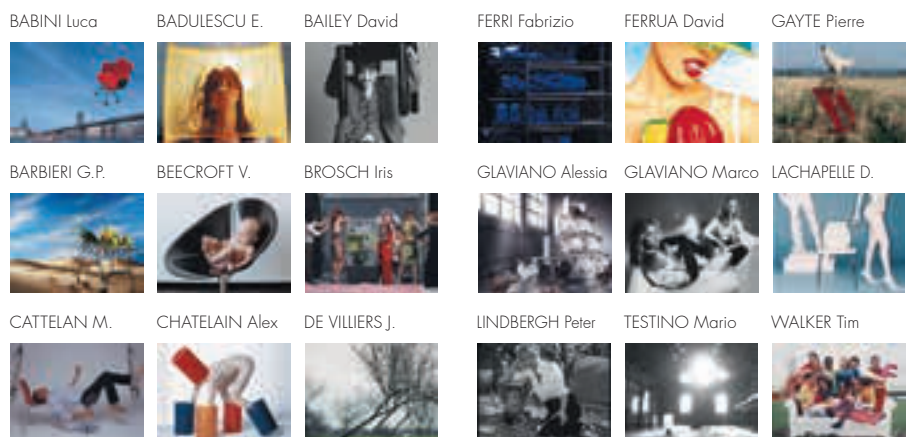 BABINI Luca
BADULESCU E.
BAILEY David
FERRI Fabrizio
FERRUA David
GAYTE Pierre
BARBIERI G.P.
BEECROFT V.
BROSCH Iris
GLAVIANO Alessia
GLAVIANO Marco
LACHAPELLE D.
CATTELAN M.
CHATELAIN Alex
DE VILLIERS J.
LINDBERGH Peter
TESTINO Mario
WALKER Tim